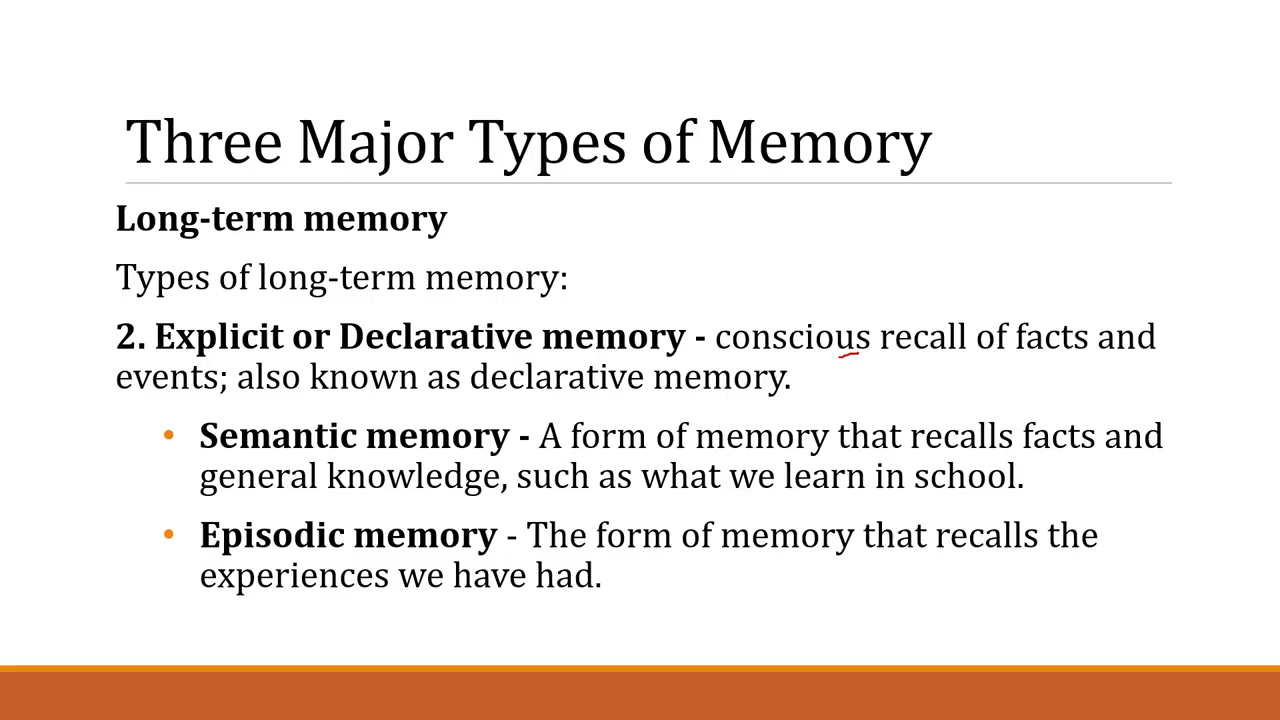 Three Major Types of Memory
Long-term memory
Types of long-term memory:
2. Explicit or Declarative memory - conscious recall of facts and
events; also known as declarative memory.
• Semantic memory - A form of memory that recalls facts and
general knowledge, such as what we learn in school.
• Episodic memory - The form of memory that recalls the
experiences we have had.